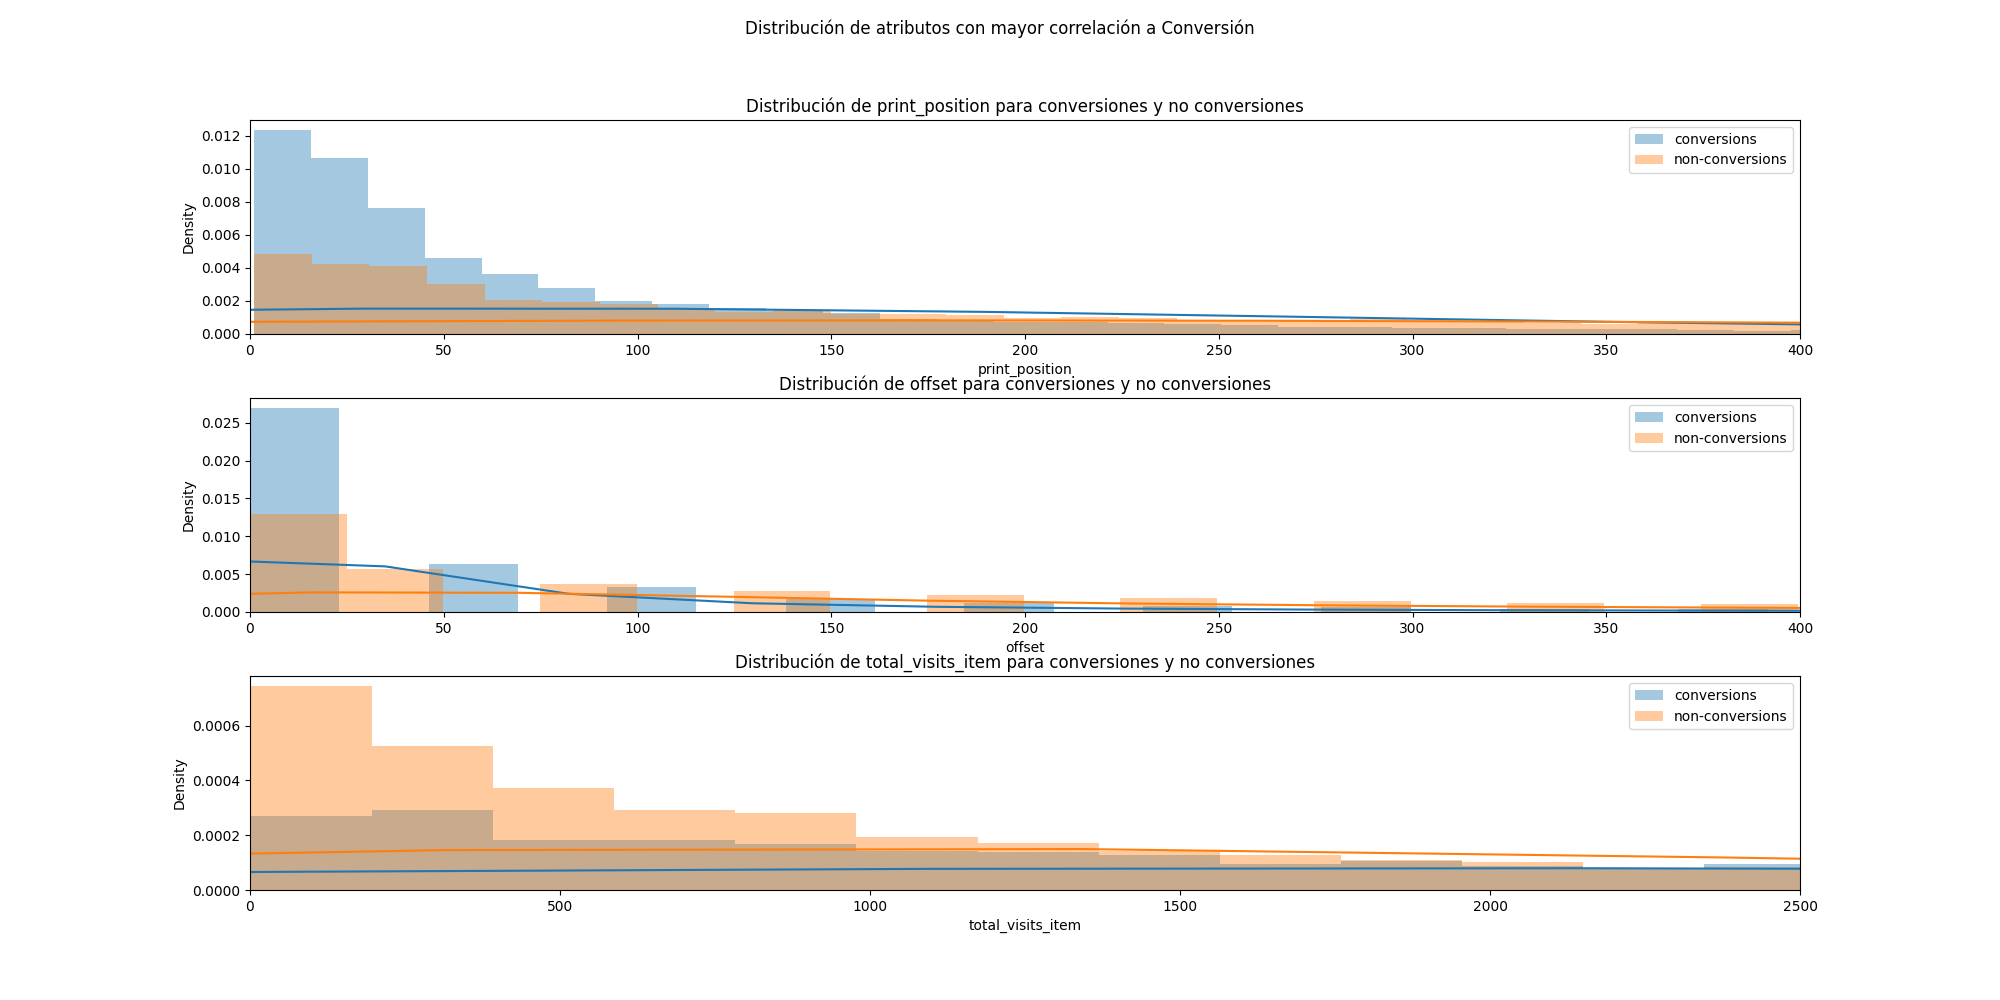 Distribución de atributos con mayor correlación a Conversión
Distribución de print_position para conversiones y no conversiones
conversions
non-conversions
Density
0.012
0.010
0.008
0.006
0.004
0.002
0.000
0 50 100 150 200 250 300 350 400
print_position
Distribución de offset para conversiones y no conversiones
conversions
non-conversions
Density
0.025
0.020
0.015
0.010
0.005
0.000
0 50 100 150 200 250 300 350 400
offset
Distribución de total_visits_item para conversiones y no conversiones
conversions
non-conversions
Density
0.0006
0.0004
0.0002
0.0000
0 500 1000 1500 2000 2500
total_visits_item